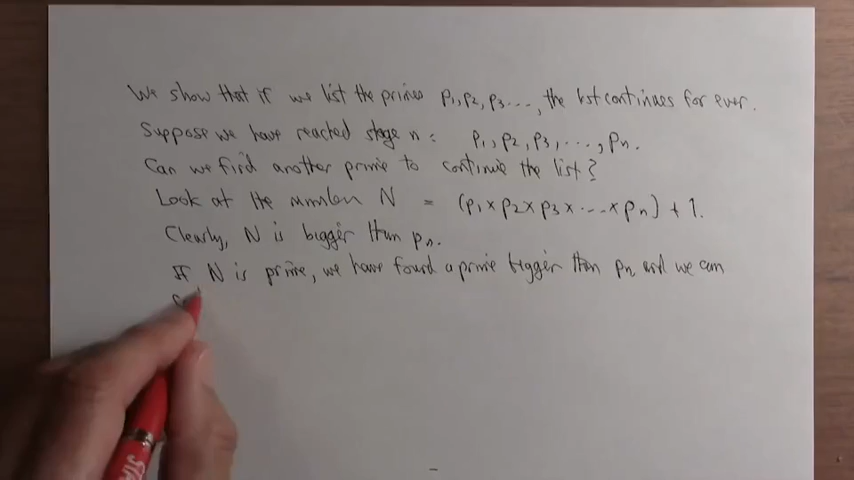 We show that if we list the primes p₁, p₂, p₃ ..., the list continues for ever.
Suppose we have reached stage n : p₁, p₂, p₃, ..., pₙ.
Can we find another prime to continue the list?
Look at the number N = (p₁ × p₂ × p₃ × ... × pₙ) + 1.
Clearly, N is bigger than pₙ.
If N is prime, we have found a prime bigger than pₙ and we can